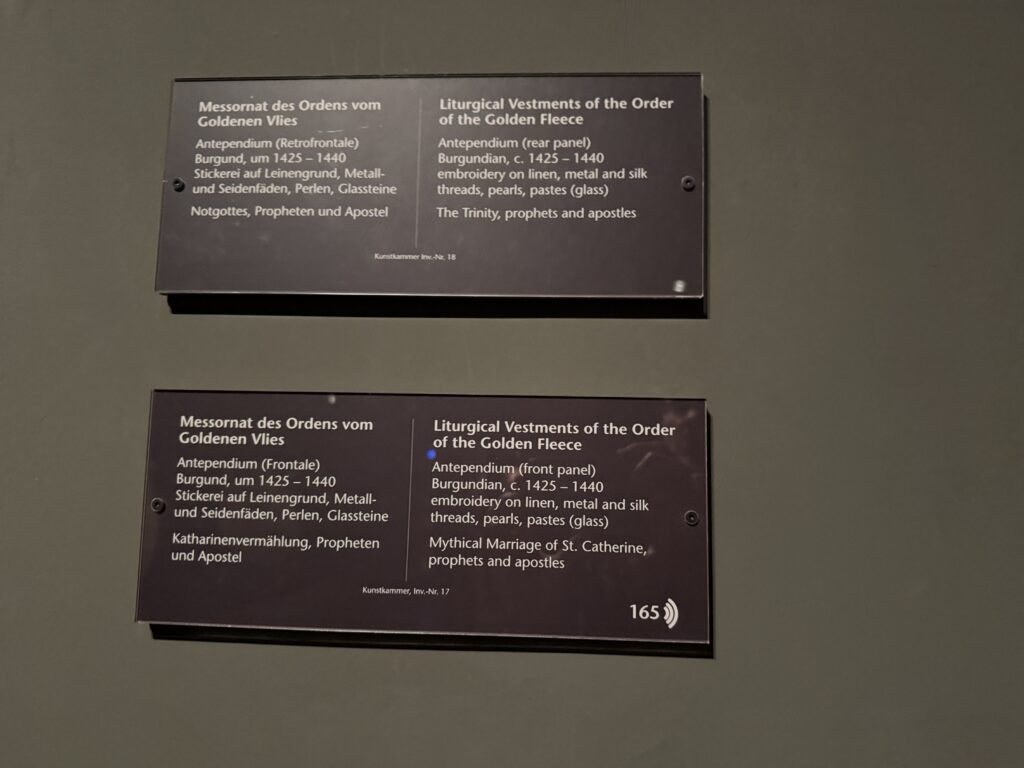 Messornat des Ordens vom
Goldenen Vlies
Antependium (Retrofrontale)
Burgund, um 1425 – 1440
Stickerei auf Leinengrund, Metall-
und Seidenfäden, Perlen, Glassteine
Notgottes, Propheten und Apostel
Liturgical Vestments of the Order
of the Golden Fleece
Antependium (rear panel)
Burgundian, c. 1425 – 1440
embroidery on linen, metal and silk
threads, pearls, pastes (glass)
The Trinity, prophets and apostles
Kunstkammer Inv.-Nr. 18
Messornat des Ordens vom
Goldenen Vlies
Antependium (Frontale)
Burgund, um 1425 – 1440
Stickerei auf Leinengrund, Metall-
und Seidenfäden, Perlen, Glassteine
Katharinenvermählung, Propheten
und Apostel
Liturgical Vestments of the Order
of the Golden Fleece
Antependium (front panel)
Burgundian, c. 1425 – 1440
embroidery on linen, metal and silk
threads, pearls, pastes (glass)
Mythical Marriage of St. Catherine,
prophets and apostles
Kunstkammer, Inv.-Nr. 17
165